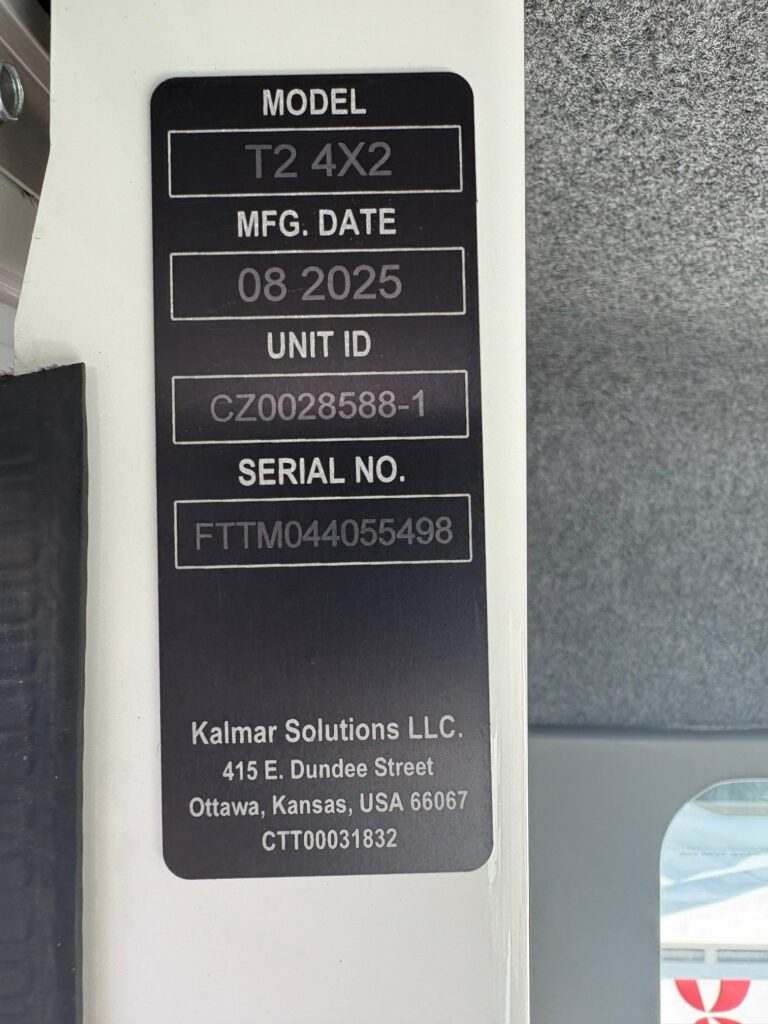 MODEL
T2 4X2
MFG. DATE
08 2025
UNIT ID
CZ0028588-1
SERIAL NO.
FTTM044055498
Kalmar Solutions LLC.
415 E. Dundee Street
Ottawa, Kansas, USA 66067
CTT00031832